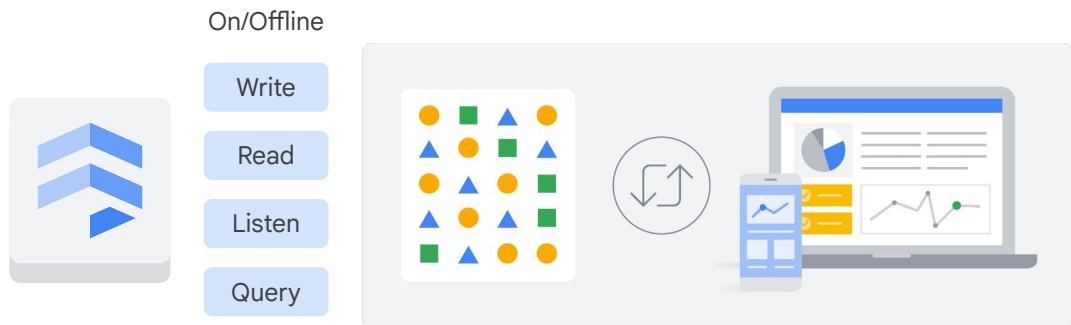 On/Offline
Write
Read
Listen
Query